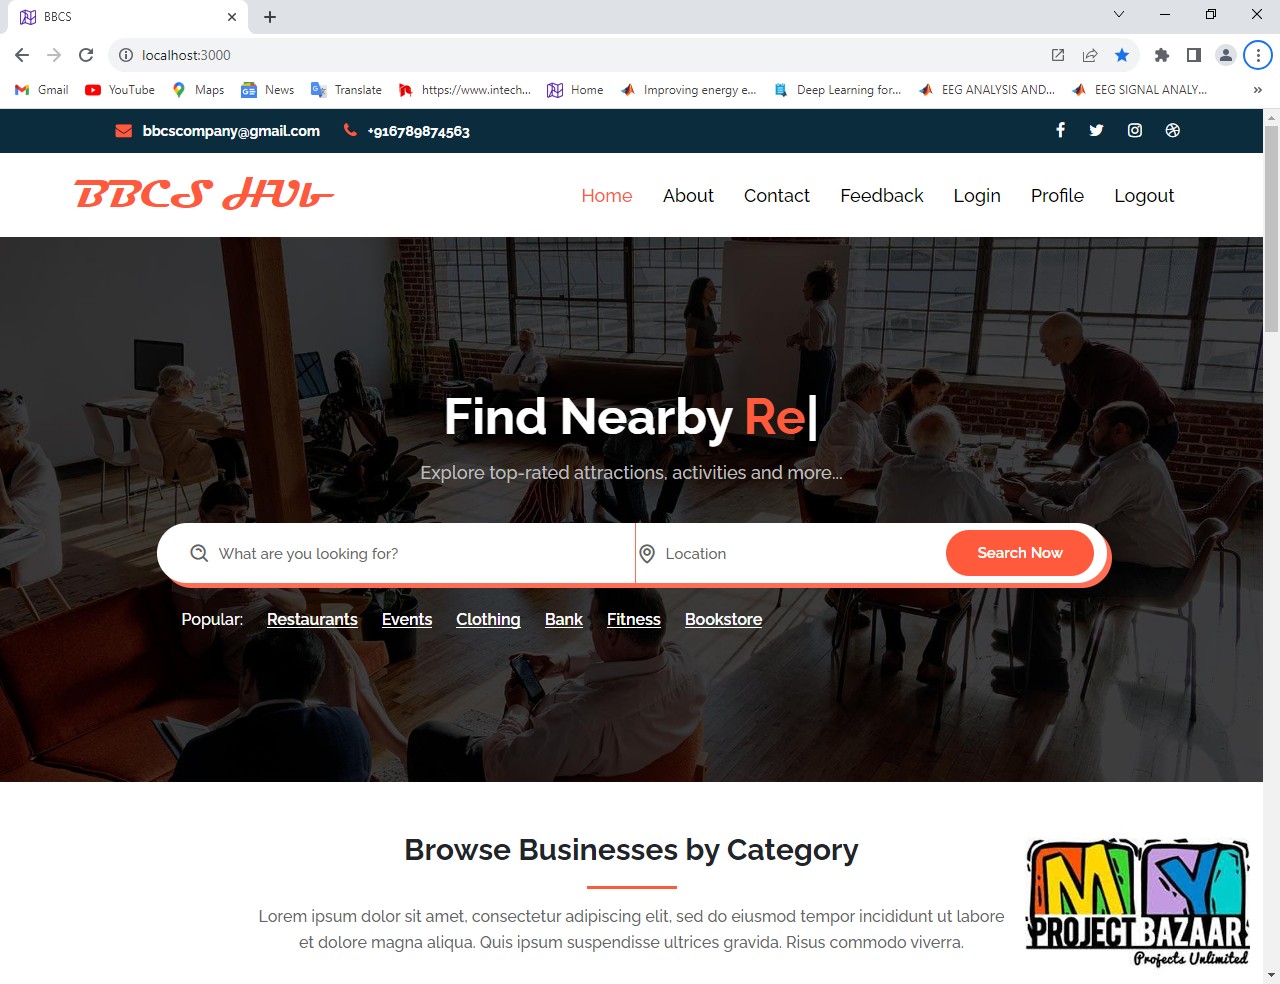 BBCS
localhost:3000
Gmail YouTube Maps News Translate https://www.intech... Home Improving energy e... Deep Learning for... EEG ANALYSIS AND... EEG SIGNAL ANALY... »
bbcscompany@gmail.com +916789874563
BBCS HUb
Home About Contact Feedback Login Profile Logout
Find Nearby Re|
Explore top-rated attractions, activities and more...
What are you looking for? Location Search Now
Popular: Restaurants Events Clothing Bank Fitness Bookstore
Browse Businesses by Category
Lorem ipsum dolor sit amet, consectetur adipiscing elit, sed do eiusmod tempor incididunt ut labore
et dolore magna aliqua. Quis ipsum suspendisse ultrices gravida. Risus commodo viverra.
MY
PROJECT BAZAAR
Projects Unlimited